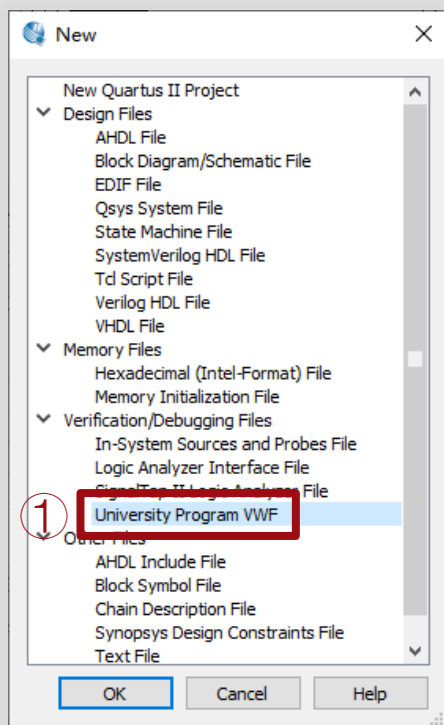 New
New Quartus II Project
Design Files
AHDL File
Block Diagram/Schematic File
EDIF File
Qsys System File
State Machine File
SystemVerilog HDL File
Tcl Script File
Verilog HDL File
VHDL File
Memory Files
Hexadecimal (Intel-Format) File
Memory Initialization File
Verification/Debugging Files
In-System Sources and Probes File
Logic Analyzer Interface File
SignalTap II Logic Analyzer File
① University Program VWF
Other Files
AHDL Include File
Block Symbol File
Chain Description File
Synopsys Design Constraints File
Text File
OK Cancel Help